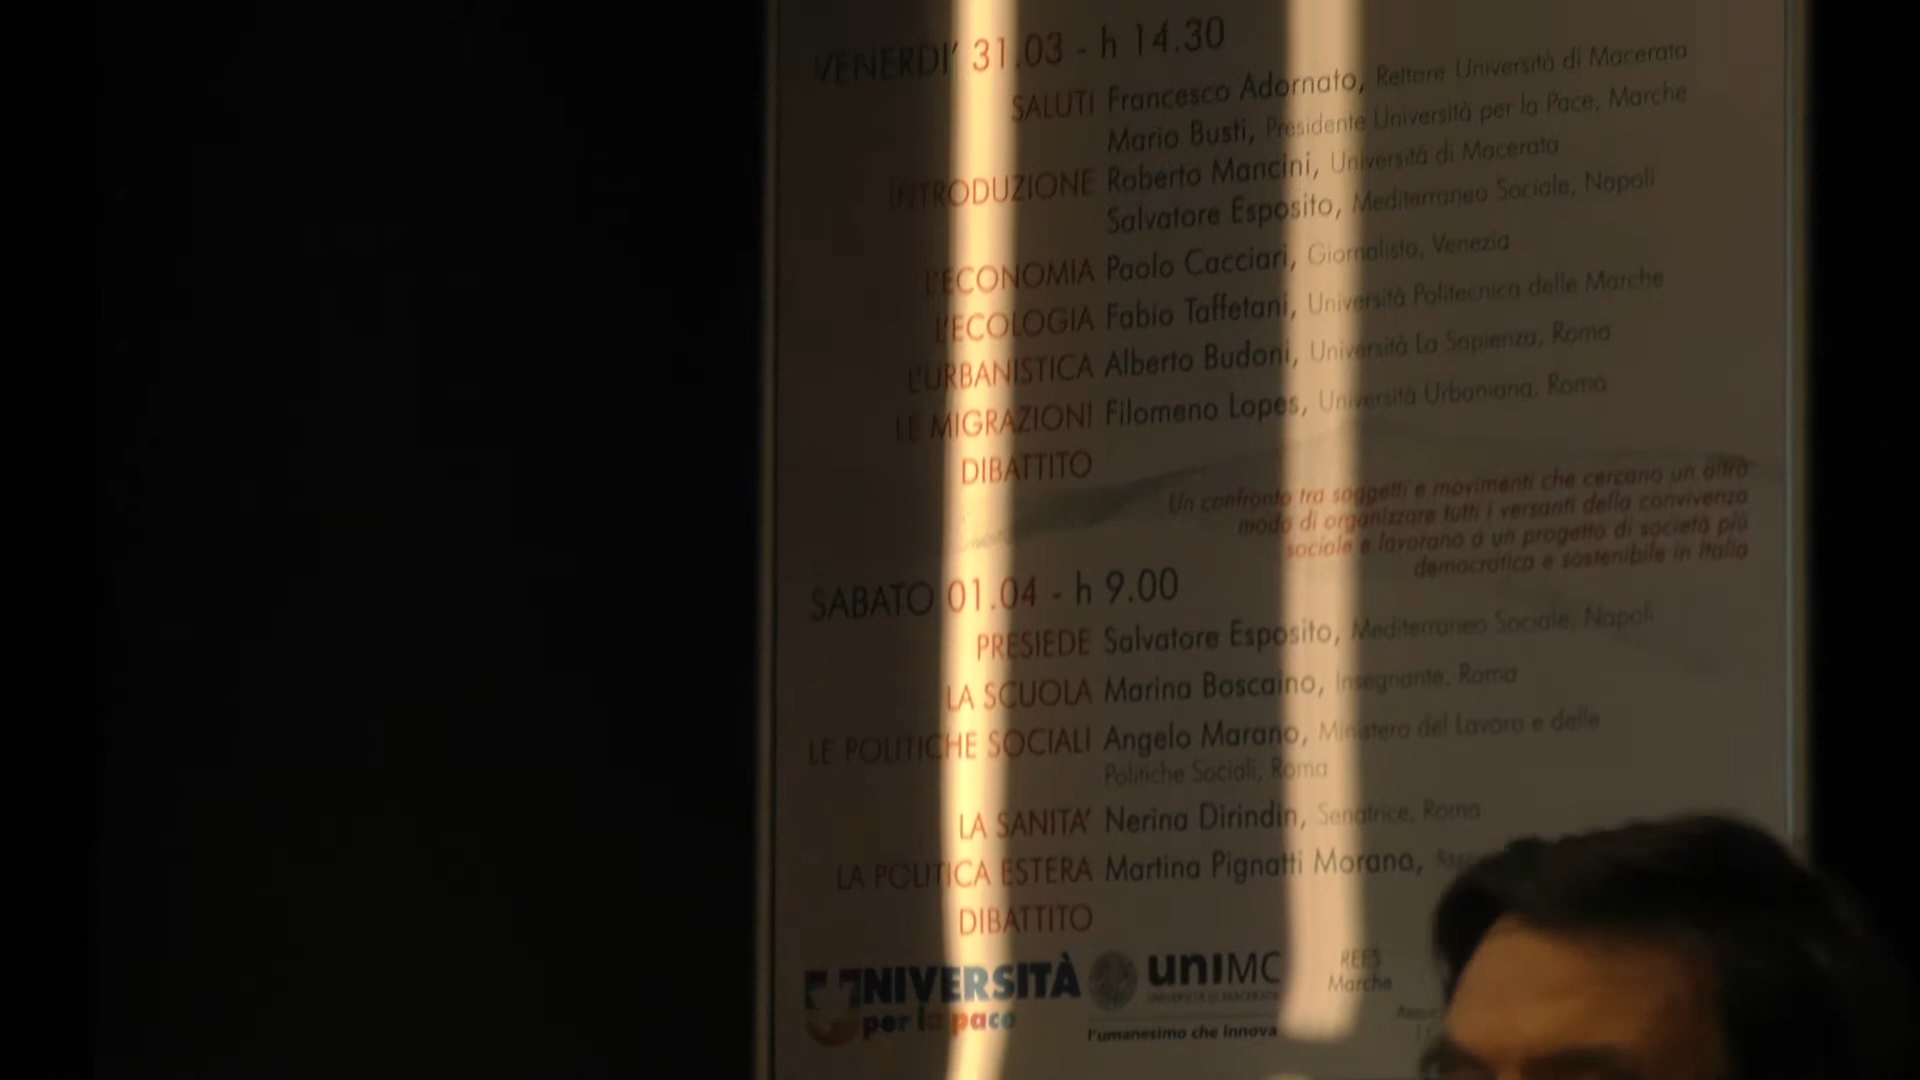 VENERDI' 31.03 - h 14.30
SALUTI Francesco Adornato, Rettore Università di Macerata
Mario Busti, Presidente Università per la Pace, Marche
INTRODUZIONE Roberto Mancini, Università di Macerata
Salvatore Esposito, Mediterraneo Sociale, Napoli
L'ECONOMIA Paolo Cacciari, Giornalista, Venezia
L'ECOLOGIA Fabio Taffetani, Università Politecnica delle Marche
L'URBANISTICA Alberto Budoni, Università La Sapienza, Roma
LE MIGRAZIONI Filomeno Lopes, Università Urbaniana, Roma
DIBATTITO
Un confronto tra soggetti e movimenti che cercano un altro
modo di organizzare tutti i versanti della convivenza
sociale e lavorano a un progetto di società più
democratica e sostenibile in Italia
SABATO 01.04 - h 9.00
PRESIEDE Salvatore Esposito, Mediterraneo Sociale, Napoli
LA SCUOLA Marina Boscaino, Insegnante, Roma
LE POLITICHE SOCIALI Angelo Marano, Ministero del Lavoro e delle
Politiche Sociali, Roma
LA SANITA' Nerina Dirindin, Senatrice, Roma
LA POLITICA ESTERA Martina Pignatti Morano,
DIBATTITO
UNIVERSITÀ
per la pace
uniMC
UNIVERSITÀ DI MACERATA
l'umanesimo che innova
REES
Marche